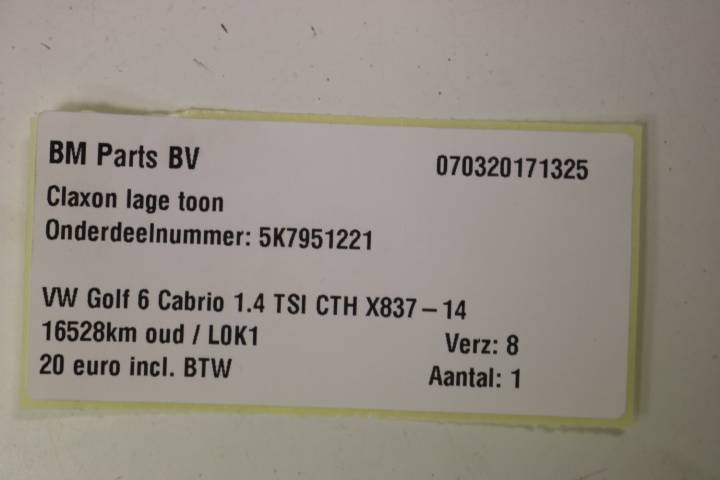 BM Parts BV 070320171325
Claxon lage toon
Onderdeelnummer: 5K7951221
VW Golf 6 Cabrio 1.4 TSI CTH X837-14
16528km oud / L0K1 Verz: 8
20 euro incl. BTW Aantal: 1